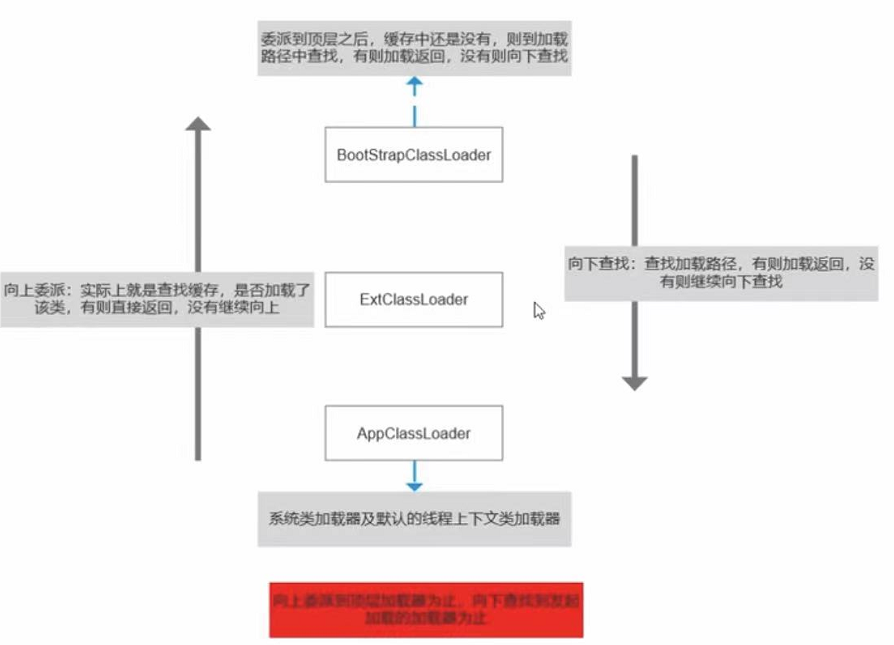 委派到顶层之后，缓存中还是没有，则到加载
路径中查找，有则加载返回，没有则向下查找
BootStrapClassLoader
向下查找：查找加载路径，有则加载返回，没
有则继续向下查找
向上委派：实际上就是查找缓存，是否加载了
该类，有则直接返回，没有继续向上
ExtClassLoader
AppClassLoader
系统类加载器及默认的线程上下文类加载器
向上委派到顶层加载器为止，向下查找到发起
加载的加载器为止